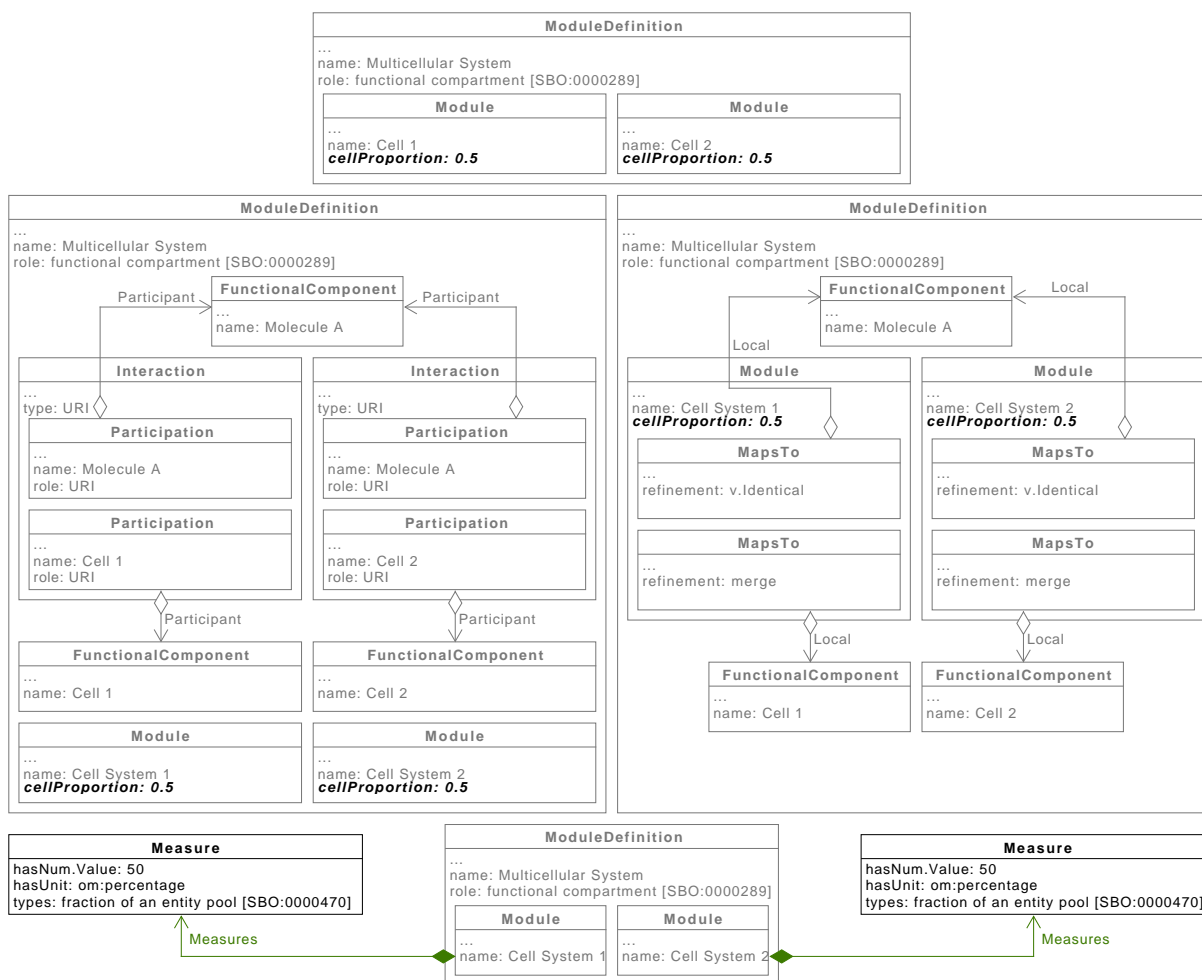 ModuleDefinition
...
name: Multicellular System
role: functional compartment [SBO:0000289]
Module
...
name: Cell 1
cellProportion: 0.5
Module
...
name: Cell 2
cellProportion: 0.5
ModuleDefinition
...
name: Multicellular System
role: functional compartment [SBO:0000289]
Participant
FunctionalComponent
...
name: Molecule A
Participant
Interaction
...
type: URI
Participation
...
name: Molecule A
role: URI
Participation
...
name: Cell 1
role: URI
Participant
FunctionalComponent
...
name: Cell 1
Module
...
name: Cell System 1
cellProportion: 0.5
Interaction
...
type: URI
Participation
...
name: Molecule A
role: URI
Participation
...
name: Cell 2
role: URI
Participant
FunctionalComponent
...
name: Cell 2
Module
...
name: Cell System 2
cellProportion: 0.5
ModuleDefinition
...
name: Multicellular System
role: functional compartment [SBO:0000289]
FunctionalComponent
...
name: Molecule A
Local
Local
Module
...
name: Cell System 1
cellProportion: 0.5
MapsTo
...
refinement: v.Identical
MapsTo
...
refinement: merge
Local
FunctionalComponent
...
name: Cell 1
Module
...
name: Cell System 2
cellProportion: 0.5
MapsTo
...
refinement: v.Identical
MapsTo
...
refinement: merge
Local
FunctionalComponent
...
name: Cell 2
Measure
hasNum.Value: 50
hasUnit: om:percentage
types: fraction of an entity pool [SBO:0000470]
Measures
ModuleDefinition
...
name: Multicellular System
role: functional compartment [SBO:0000289]
Module
...
name: Cell System 1
Module
...
name: Cell System 2
Measure
hasNum.Value: 50
hasUnit: om:percentage
types: fraction of an entity pool [SBO:0000470]
Measures